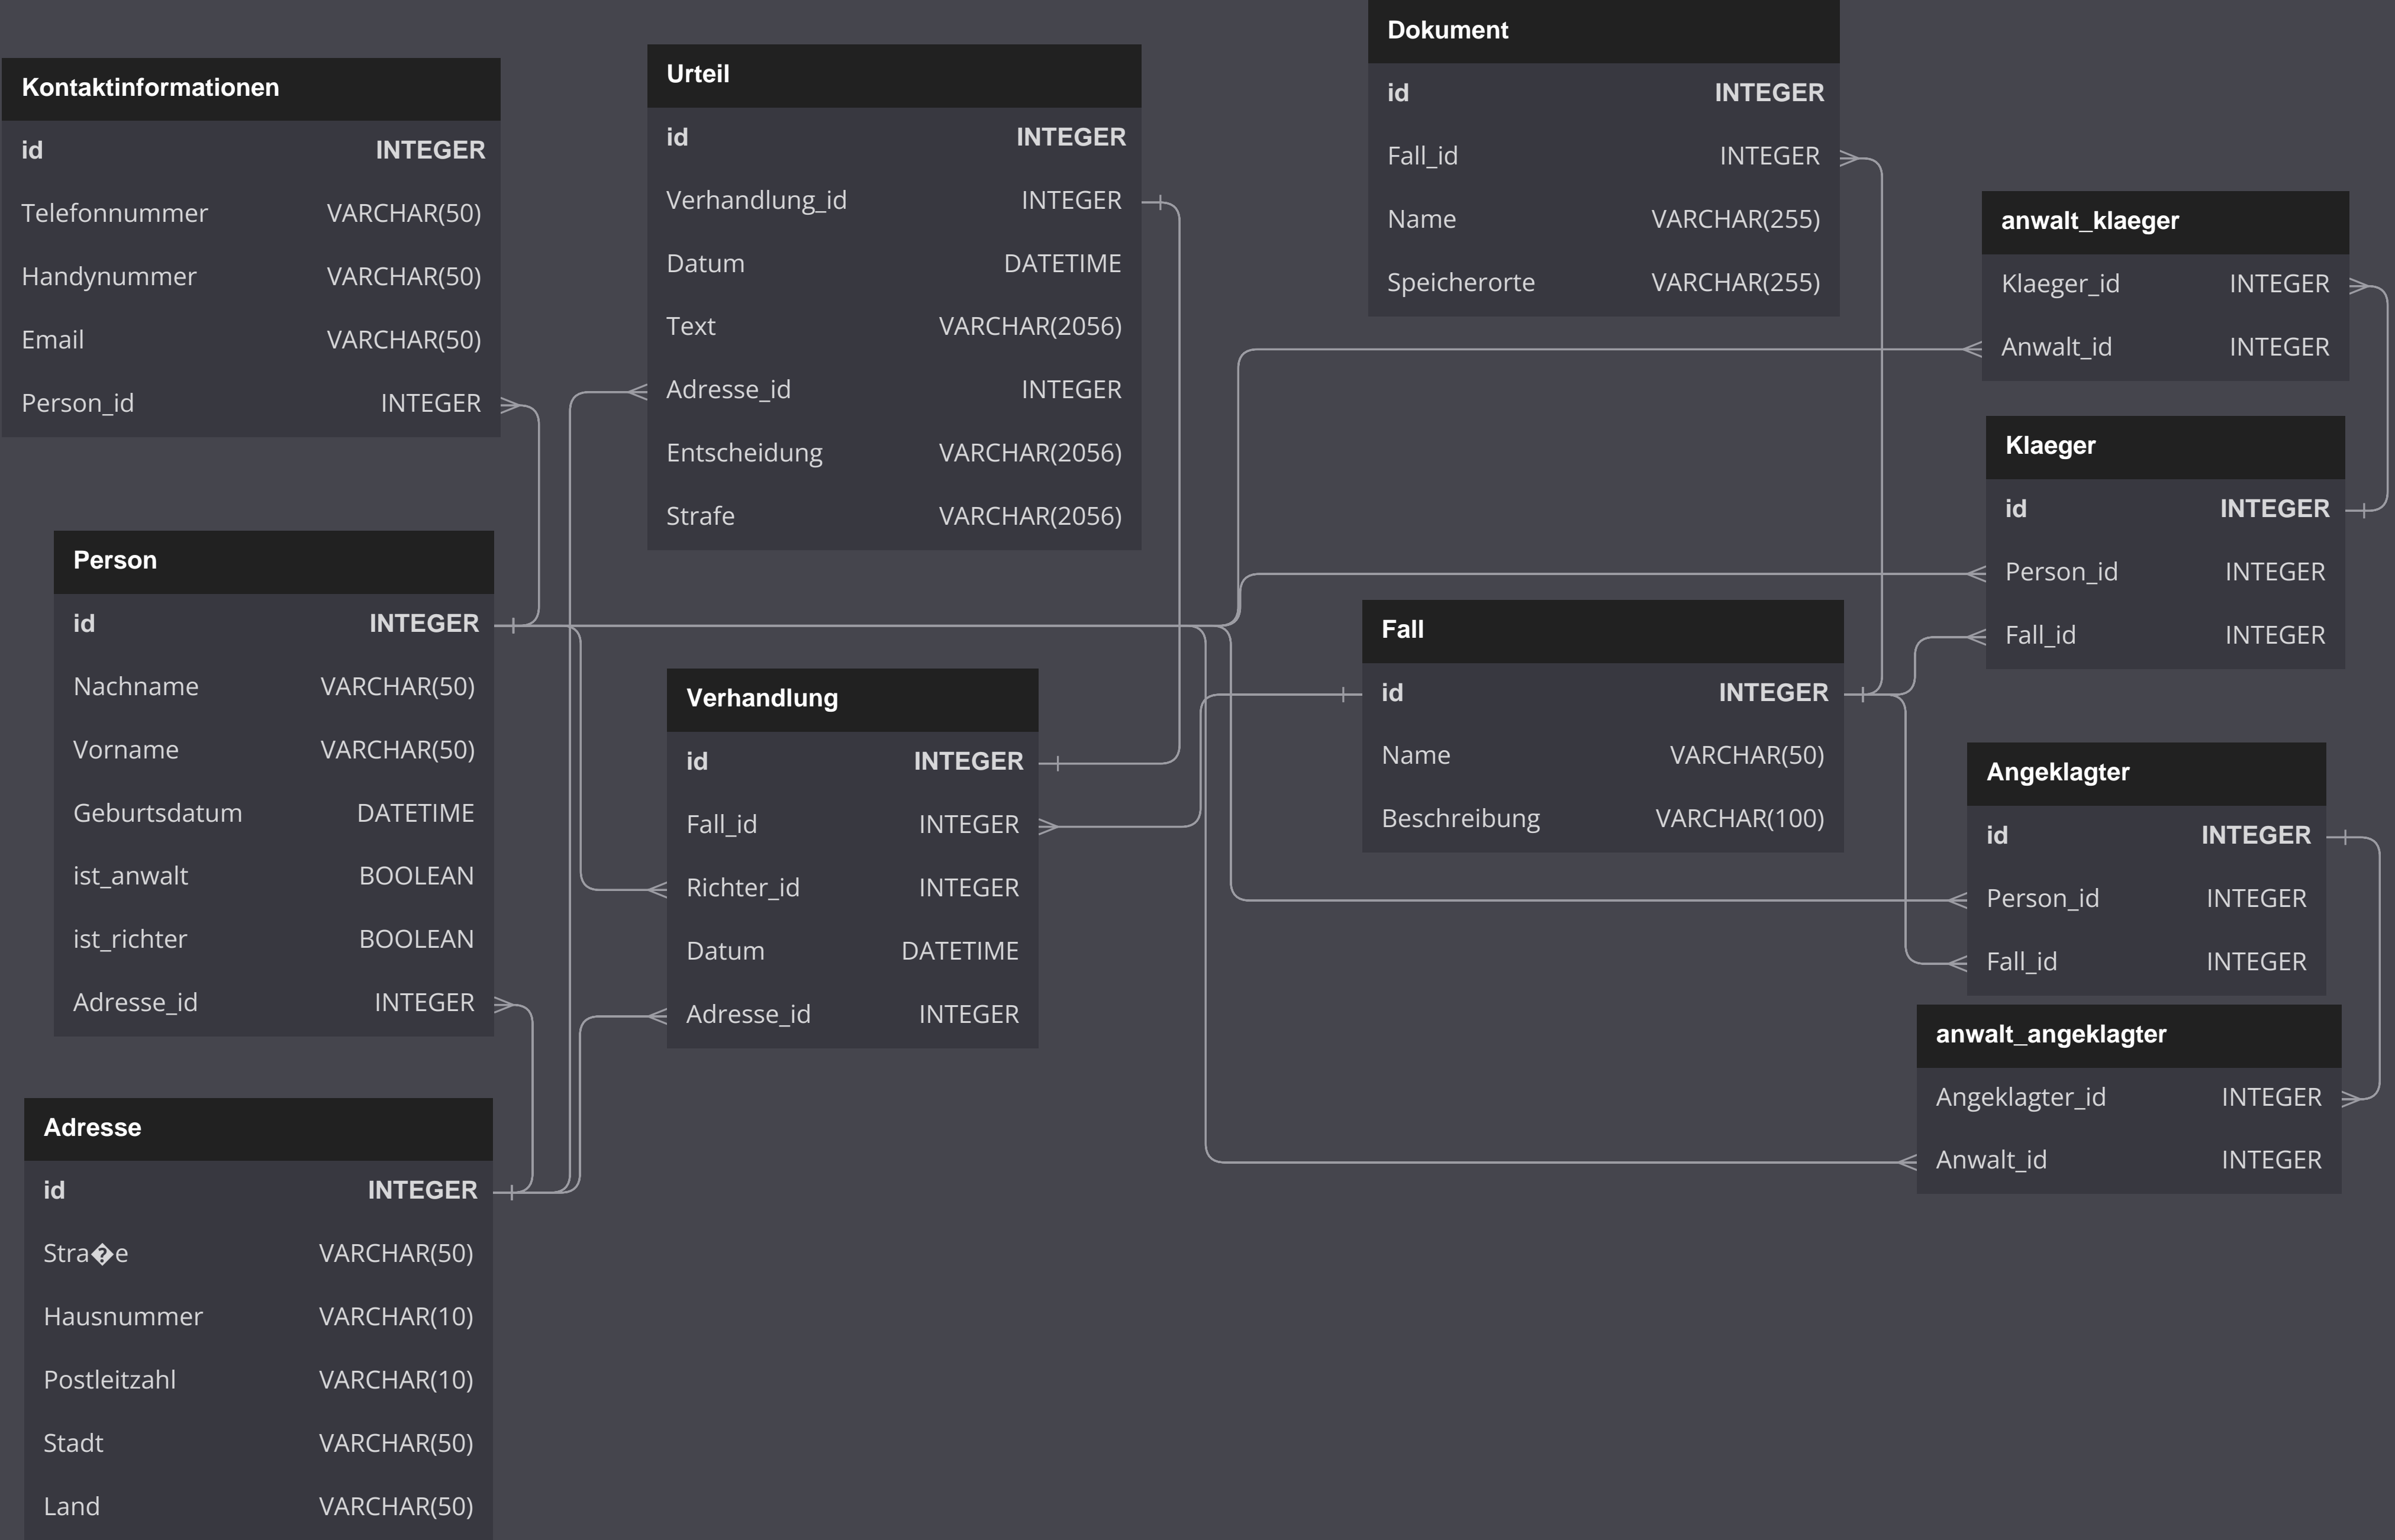 Kontaktinformationen
id INTEGER
Telefonnummer VARCHAR(50)
Handynummer VARCHAR(50)
Email VARCHAR(50)
Person_id INTEGER
Person
id INTEGER
Nachname VARCHAR(50)
Vorname VARCHAR(50)
Geburtsdatum DATETIME
ist_anwalt BOOLEAN
ist_richter BOOLEAN
Adresse_id INTEGER
Adresse
id INTEGER
Stra�e VARCHAR(50)
Hausnummer VARCHAR(10)
Postleitzahl VARCHAR(10)
Stadt VARCHAR(50)
Land VARCHAR(50)
Urteil
id INTEGER
Verhandlung_id INTEGER
Datum DATETIME
Text VARCHAR(2056)
Adresse_id INTEGER
Entscheidung VARCHAR(2056)
Strafe VARCHAR(2056)
Verhandlung
id INTEGER
Fall_id INTEGER
Richter_id INTEGER
Datum DATETIME
Adresse_id INTEGER
Dokument
id INTEGER
Fall_id INTEGER
Name VARCHAR(255)
Speicherorte VARCHAR(255)
Fall
id INTEGER
Name VARCHAR(50)
Beschreibung VARCHAR(100)
anwalt_klaeger
Klaeger_id INTEGER
Anwalt_id INTEGER
Klaeger
id INTEGER
Person_id INTEGER
Fall_id INTEGER
Angeklagter
id INTEGER
Person_id INTEGER
Fall_id INTEGER
anwalt_angeklagter
Angeklagter_id INTEGER
Anwalt_id INTEGER